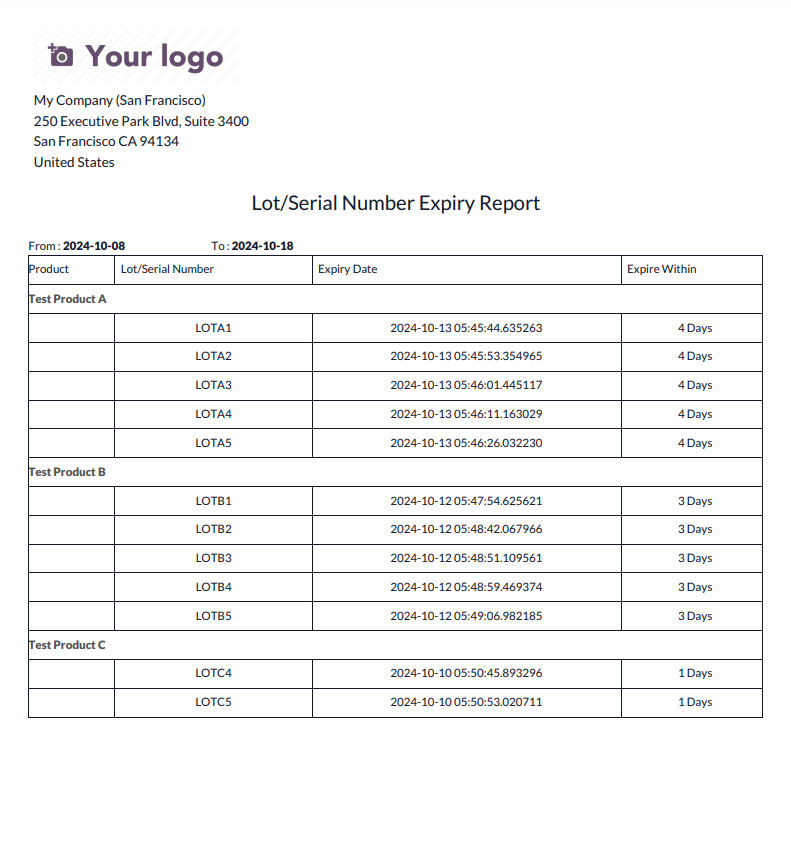 Your logo
My Company (San Francisco)
250 Executive Park Blvd, Suite 3400
San Francisco CA 94134
United States
Lot/Serial Number Expiry Report
From : 2024-10-08 To : 2024-10-18
Product Lot/Serial Number Expiry Date Expire Within
Test Product A
LOTA1 2024-10-13 05:45:44.635263 4 Days
LOTA2 2024-10-13 05:45:53.354965 4 Days
LOTA3 2024-10-13 05:46:01.445117 4 Days
LOTA4 2024-10-13 05:46:11.163029 4 Days
LOTA5 2024-10-13 05:46:26.032230 4 Days
Test Product B
LOTB1 2024-10-12 05:47:54.625621 3 Days
LOTB2 2024-10-12 05:48:42.067966 3 Days
LOTB3 2024-10-12 05:48:51.109561 3 Days
LOTB4 2024-10-12 05:48:59.469374 3 Days
LOTB5 2024-10-12 05:49:06.982185 3 Days
Test Product C
LOTC4 2024-10-10 05:50:45.893296 1 Days
LOTC5 2024-10-10 05:50:53.020711 1 Days